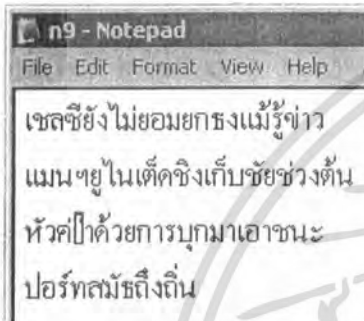 n9 - Notepad
File Edit Format View Help
เชลซียังไม่ยอมยกธงแม้รู้ข่าว
แมนฯยูไนเต็ดชิงเก็บชัยช่วงต้น
หัวค่ำด้วยการบุกมาเอาชนะ
ปอร์ทสมัธถึงถิ่น